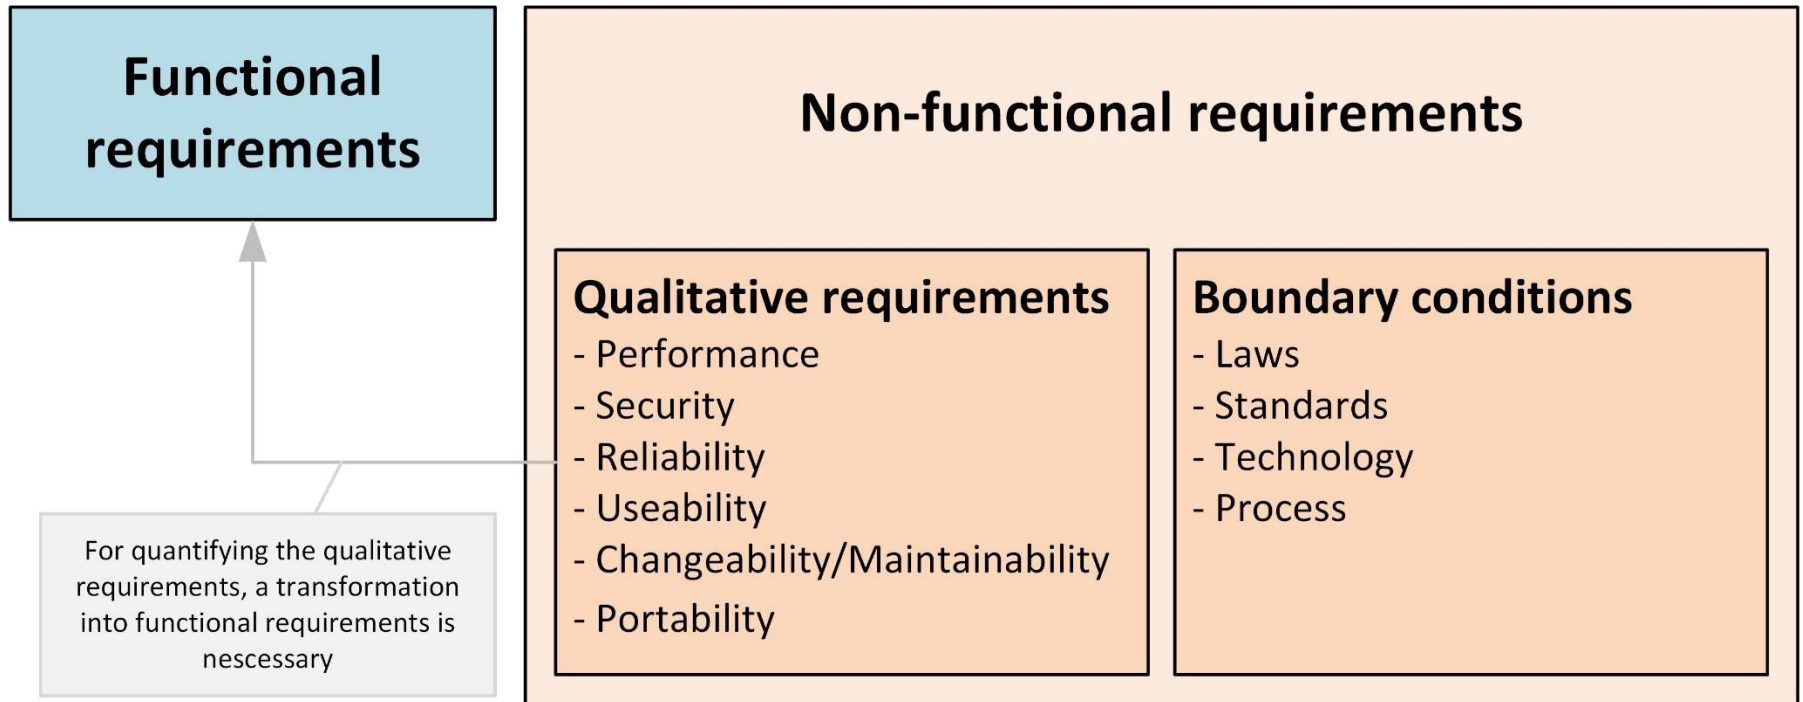 Functional
requirements
Non-functional requirements
Qualitative requirements
- Performance
- Security
- Reliability
- Useability
- Changeability/Maintainability
- Portability
Boundary conditions
- Laws
- Standards
- Technology
- Process
For quantifying the qualitative
requirements, a transformation
into functional requirements is
nescessary